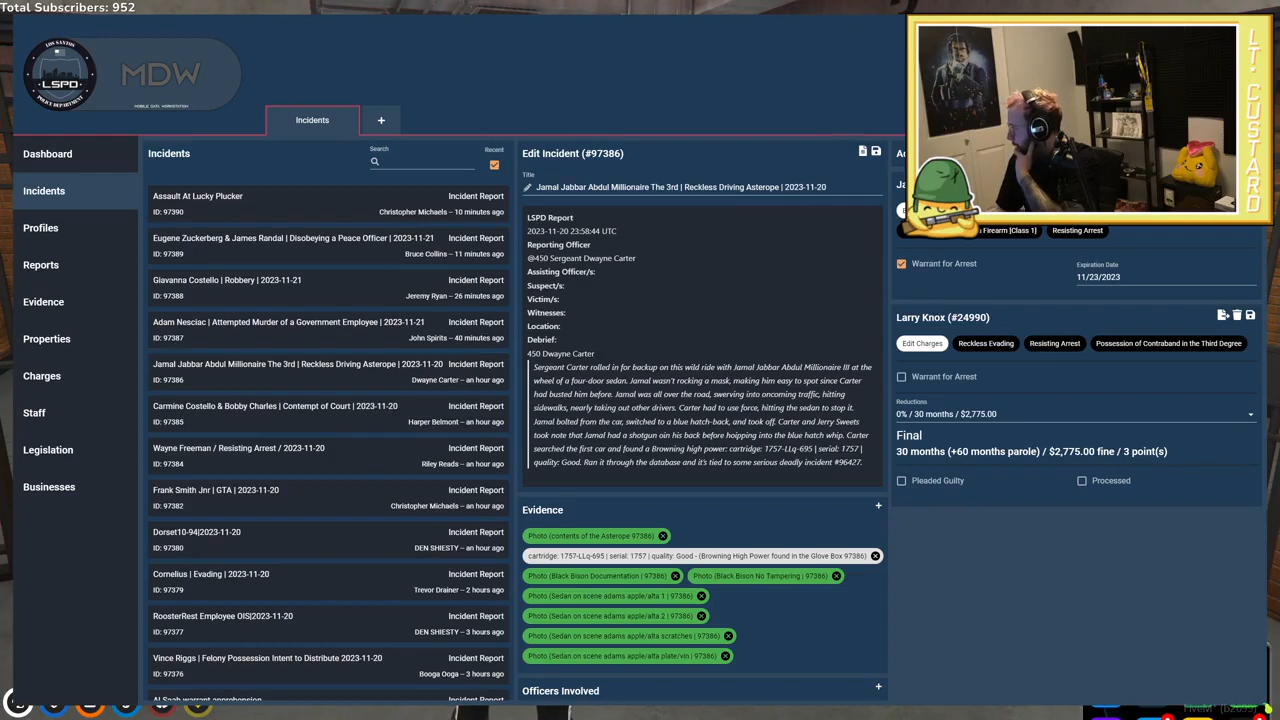 Total Subscribers: 952
LOS SANTOS
LSPD
POLICE DEPARTMENT
MDW
MOBILE DATA WORKSTATION
Incidents
+
LT. CUSTARD
Dashboard
Incidents
Profiles
Reports
Evidence
Properties
Charges
Staff
Legislation
Businesses
Incidents
Search
Recent
Assault At Lucky Plucker
Incident Report
ID: 97390
Christopher Michaels – 10 minutes ago
Eugene Zuckerberg & James Randal | Disobeying a Peace Officer | 2023-11-21
Incident Report
ID: 97389
Bruce Collins – 11 minutes ago
Giavanna Costello | Robbery | 2023-11-21
Incident Report
ID: 97388
Jeremy Ryan – 26 minutes ago
Adam Nesciac | Attempted Murder of a Government Employee | 2023-11-21
Incident Report
ID: 97387
John Spirits – 40 minutes ago
Jamal Jabbar Abdul Millionaire The 3rd | Reckless Driving Asterope | 2023-11-20
Incident Report
ID: 97386
Dwayne Carter – an hour ago
Carmine Costello & Bobby Charles | Contempt of Court | 2023-11-20
Incident Report
ID: 97385
Harper Belmont – an hour ago
Wayne Freeman / Resisting Arrest / 2023-11-20
Incident Report
ID: 97384
Riley Reads – an hour ago
Frank Smith Jnr | GTA | 2023-11-20
Incident Report
ID: 97382
Christopher Michaels – an hour ago
Dorset10-94|2023-11-20
Incident Report
ID: 97380
DEN SHIESTY – an hour ago
Cornelius | Evading | 2023-11-20
Incident Report
ID: 97379
Trevor Drainer – 2 hours ago
RoosterRest Employee OIS|2023-11-20
Incident Report
ID: 97377
DEN SHIESTY – 3 hours ago
Vince Riggs | Felony Possession Intent to Distribute 2023-11-20
Incident Report
ID: 97376
Booga Ooga – 3 hours ago
Al Saab warrant apprehension
Incident Report
Edit Incident (#97386)
Title
Jamal Jabbar Abdul Millionaire The 3rd | Reckless Driving Asterope | 2023-11-20
LSPD Report
2023-11-20 23:58:44 UTC
Reporting Officer
@450 Sergeant Dwayne Carter
Assisting Officer/s:
Suspect/s:
Victim/s:
Witnesses:
Location:
Debrief:
450 Dwayne Carter
Sergeant Carter rolled in for backup on this wild ride with Jamal Jabbar Abdul Millionaire III at the
wheel of a four-door sedan. Jamal wasn't rocking a mask, making him easy to spot since Carter
had busted him before. Jamal was all over the road, swerving into oncoming traffic, hitting
sidewalks, nearly taking out other drivers. Carter had to use force, hitting the sedan to stop it.
Jamal bolted from the car, switched to a blue hatch-back, and took off. Carter and Jerry Sweets
took note that Jamal had a shotgun oin his back before hoipping into the blue hatch whip. Carter
searched the first car and found a Browning high power: cartridge: 1757-LLq-695 | serial: 1757 |
quality: Good. Ran it through the database and it's tied to some serious deadly incident #96427.
Evidence
+
Photo (contents of the Asterope 97386)
cartridge: 1757-LLq-695 | serial: 1757 | quality: Good - (Browning High Power found in the Glove Box 97386)
Photo (Black Bison Documentation | 97386)
Photo (Black Bison No Tampering | 97386)
Photo (Sedan on scene adams apple/alta 1 | 97386)
Photo (Sedan on scene adams apple/alta 2 | 97386)
Photo (Sedan on scene adams apple/alta scratches | 97386)
Photo (Sedan on scene adams apple/alta plate/vin | 97386)
Officers Involved
+
Firearm [Class 1]
Resisting Arrest
Warrant for Arrest
Expiration Date
11/23/2023
Larry Knox (#24990)
Edit Charges
Reckless Evading
Resisting Arrest
Possession of Contraband in the Third Degree
Warrant for Arrest
Reductions
0% / 30 months / $2,775.00
Final
30 months (+60 months parole) / $2,775.00 fine / 3 point(s)
Pleaded Guilty
Processed